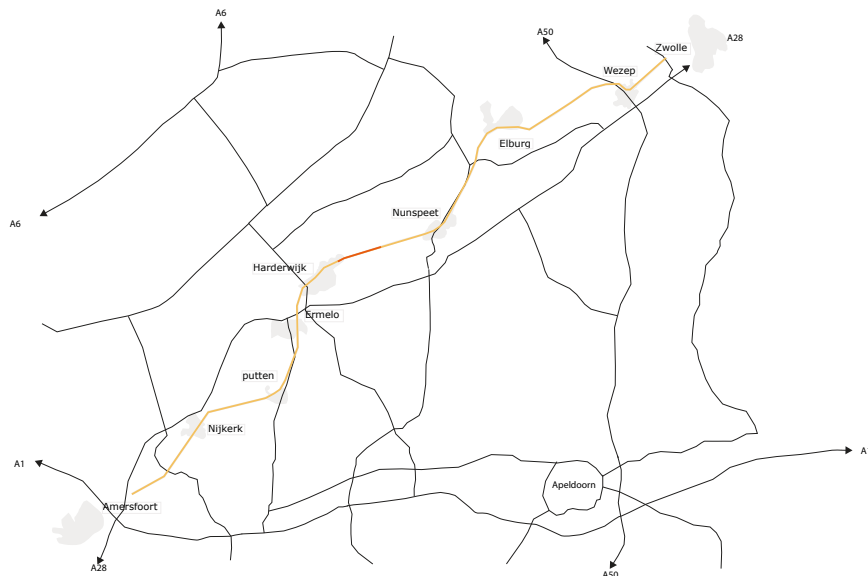 A6
A50
A28
Zwolle
Wezep
Elburg
A6
Nunspeet
Harderwijk
Ermelo
putten
Nijkerk
A1
A
Apeldoorn
Amersfoort
A28
A50